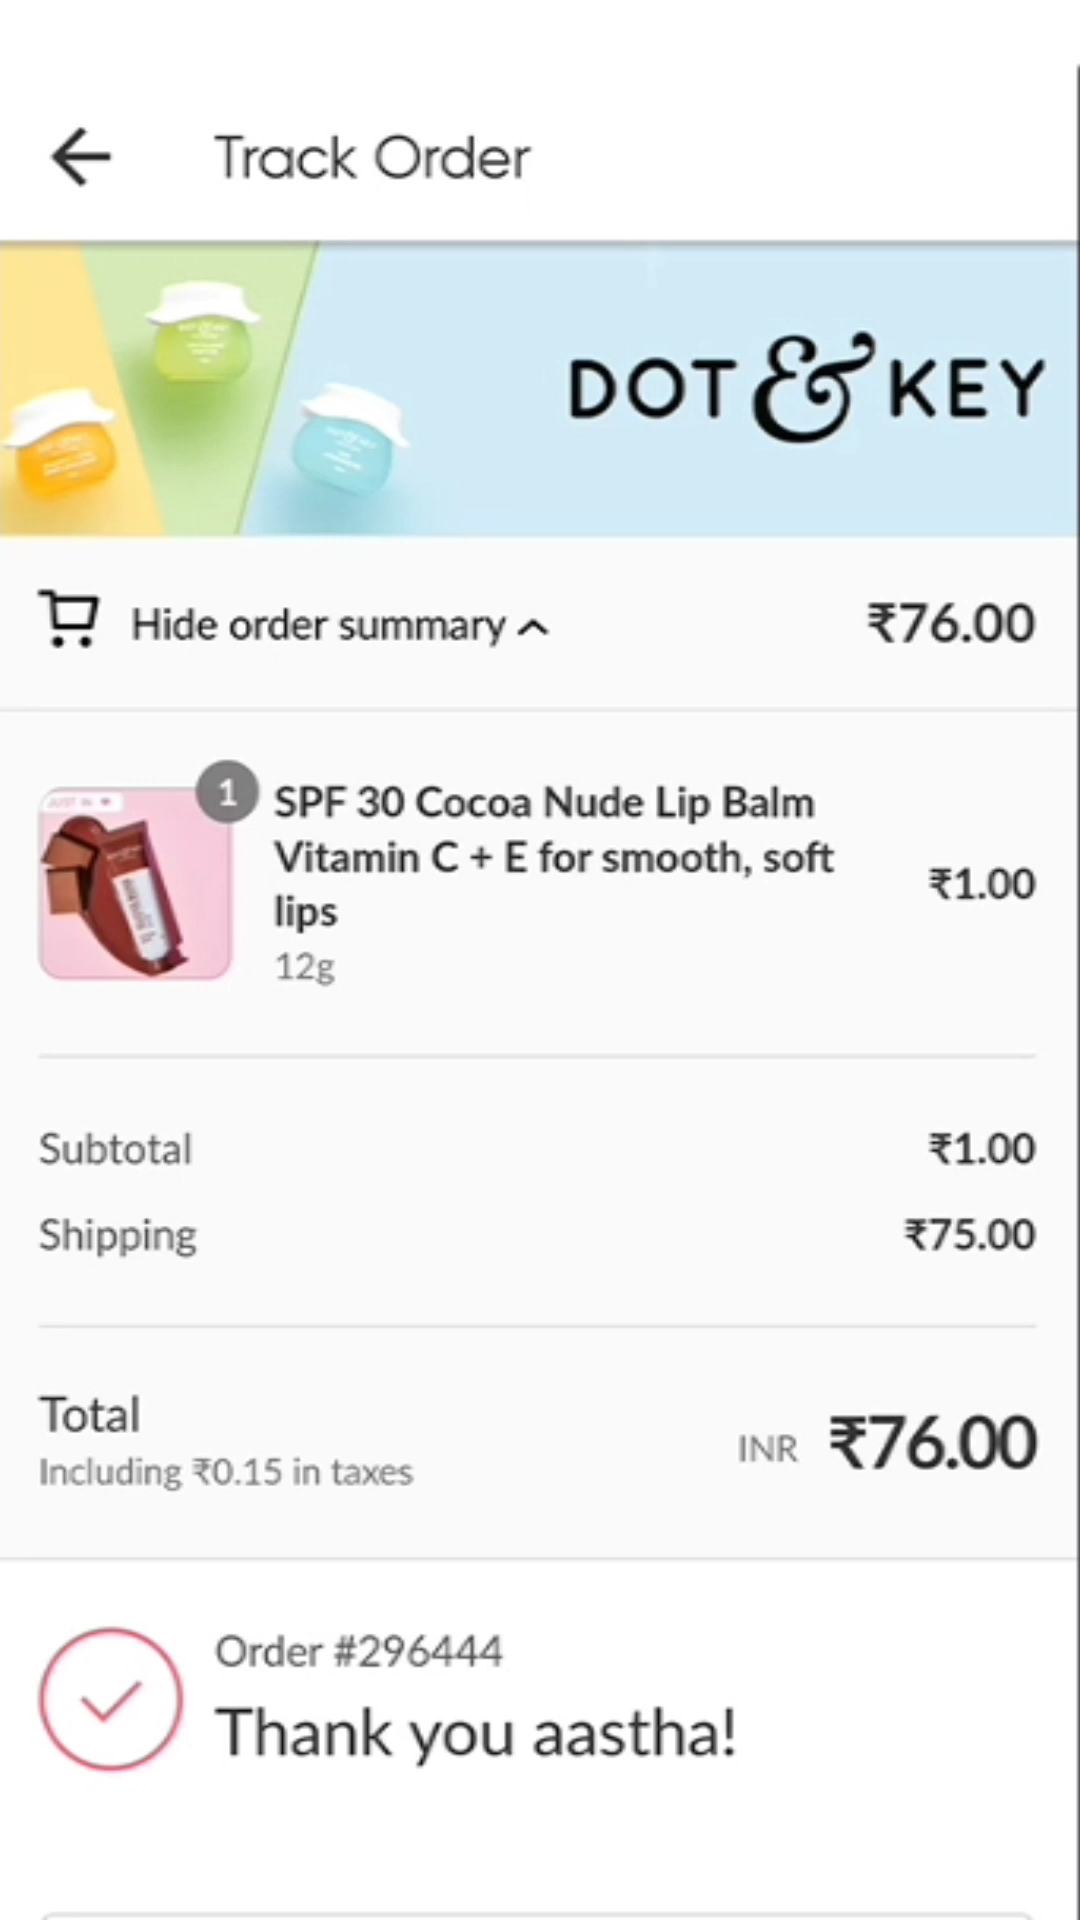 Track Order
DOT & KEY
Hide order summary
₹76.00
1
SPF 30 Cocoa Nude Lip Balm
Vitamin C + E for smooth, soft
lips
12g
₹1.00
Subtotal
₹1.00
Shipping
₹75.00
Total
Including ₹0.15 in taxes
INR ₹76.00
Order #296444
Thank you aastha!